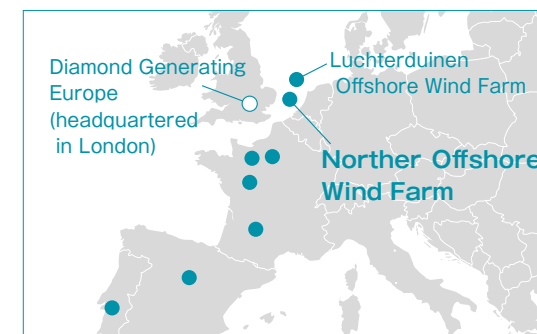 Diamond Generating
Europe
(headquartered
in London)
Luchterduinen
Offshore Wind Farm
Norther Offshore
Wind Farm